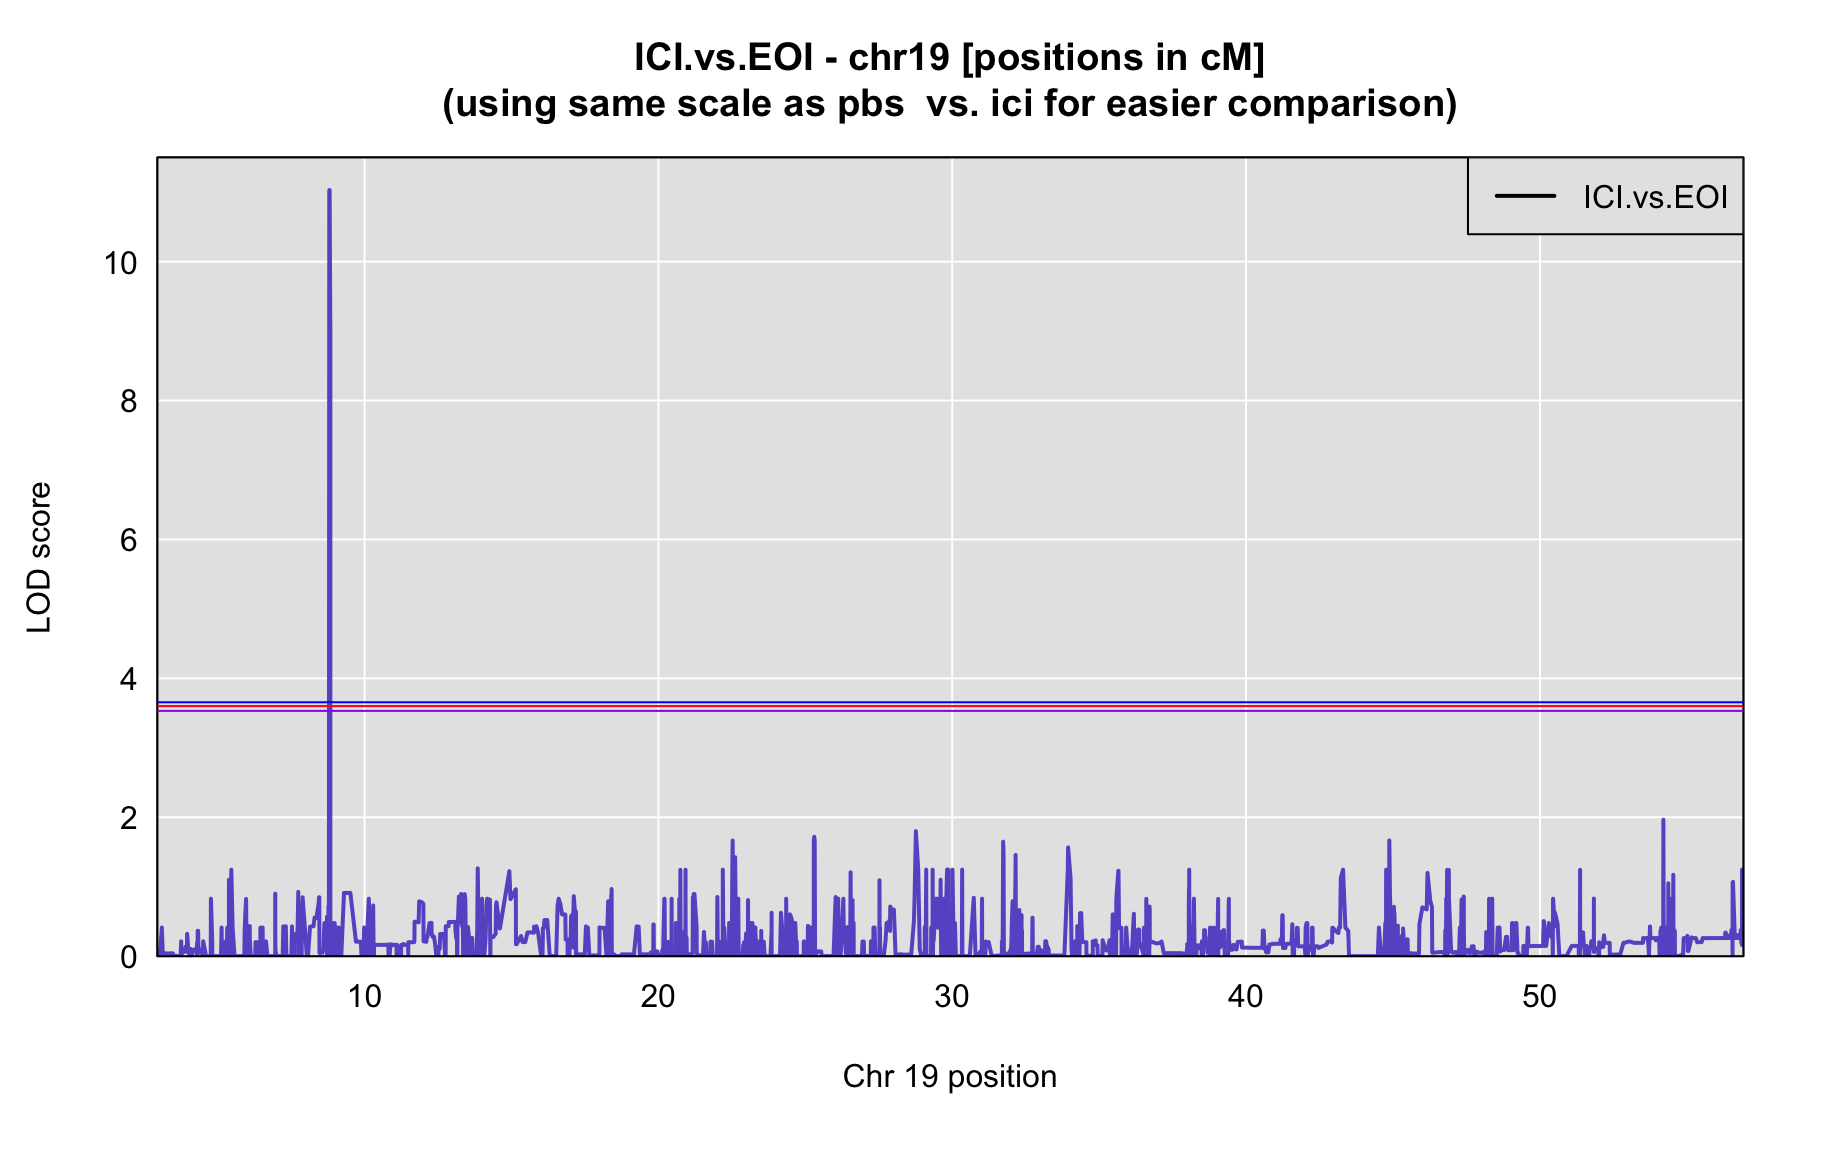 ICI.vs.EOI - chr19 [positions in cM]
(using same scale as pbs  vs. ici for easier comparison)
ICI.vs.EOI
10
8
6
4
2
0
LOD score
10 20 30 40 50
Chr 19 position